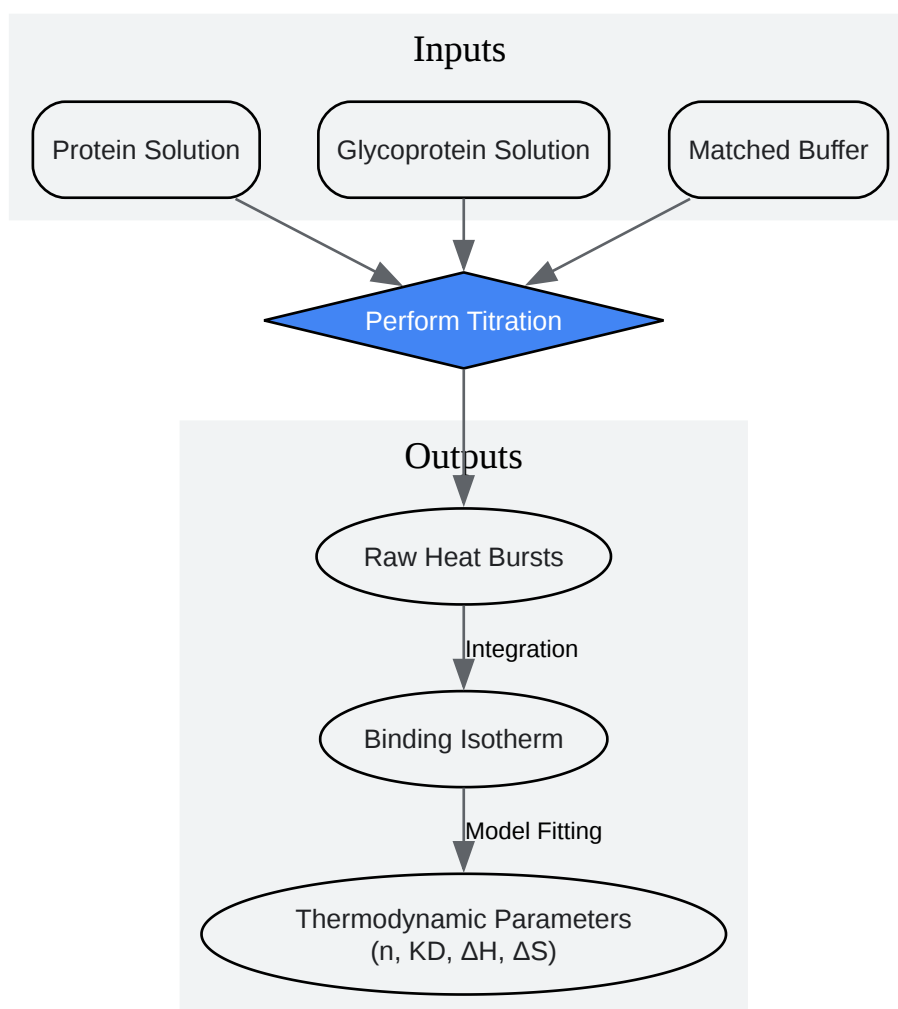 Inputs
Protein Solution
Glycoprotein Solution
Matched Buffer
Perform Titration
Outputs
Raw Heat Bursts
Integration
Binding Isotherm
Model Fitting
Thermodynamic Parameters
(n, KD, ΔH, ΔS)